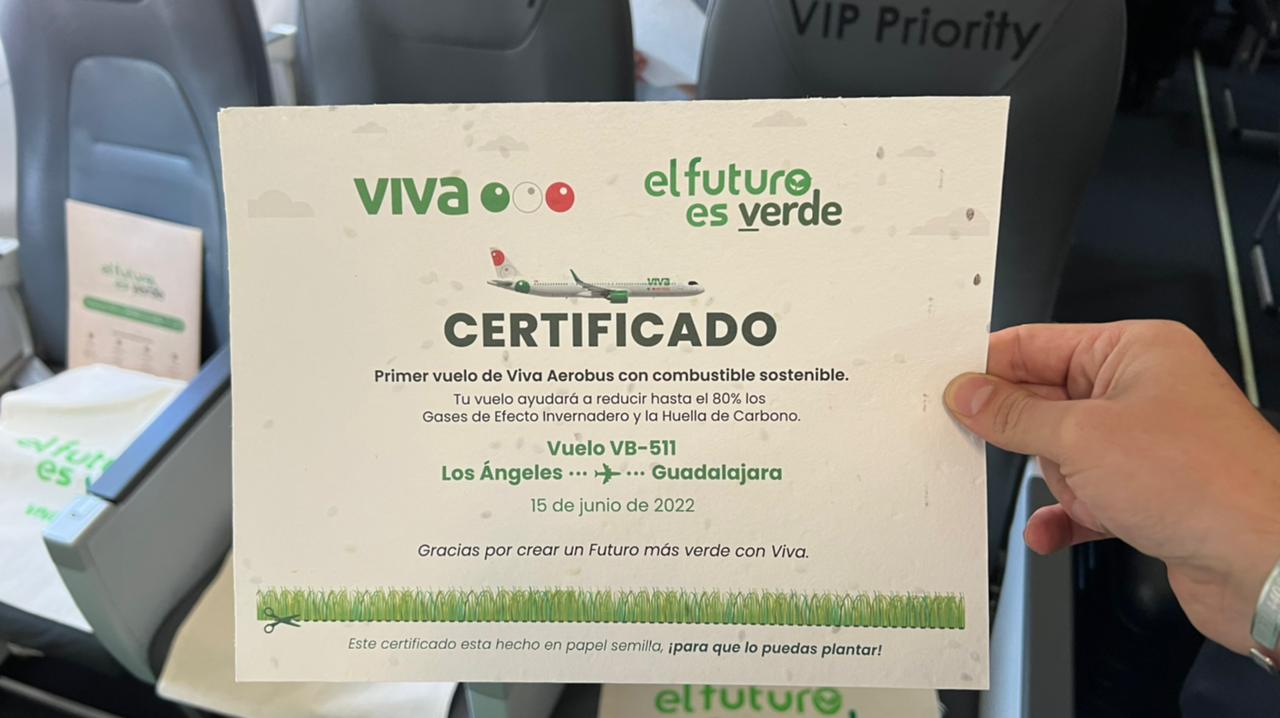 VIP Priority
VIVA
el futuro
es verde
VIVA
CERTIFICADO
Primer vuelo de Viva Aerobus con combustible sostenible.
Tu vuelo ayudará a reducir hasta el 80% los
Gases de Efecto Invernadero y la Huella de Carbono.
Vuelo VB-511
Los Ángeles ··· ··· Guadalajara
15 de junio de 2022
Gracias por crear un Futuro más verde con Viva.
Este certificado esta hecho en papel semilla, ¡para que lo puedas plantar!
el futuro
es verde
el futu
es
el futuro